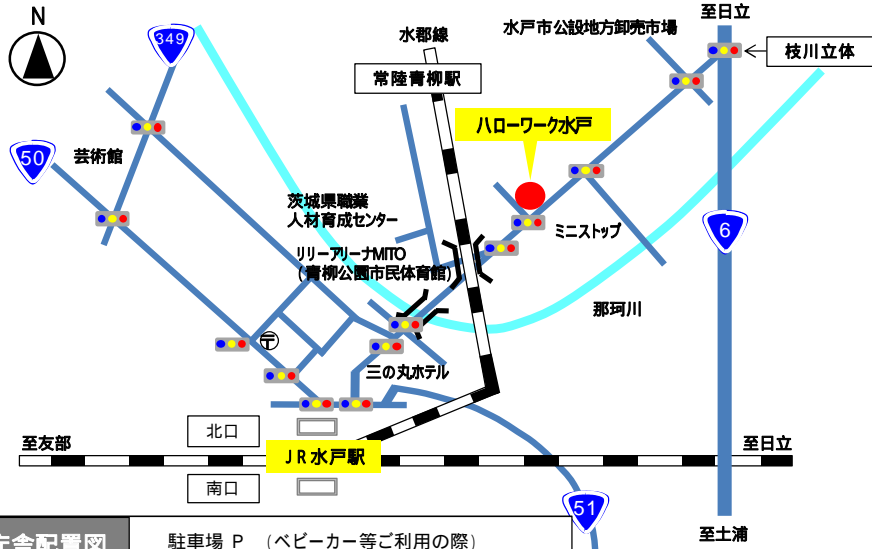 N
至日立
水戸市公設地方卸売市場
水郡線
349
枝川立体
常陸青柳駅
ハローワーク水戸
50
芸術館
茨城県職業
人材育成センター
ミニストップ
6
リリーアリーナMITO
(青柳公園市民体育館)
那珂川
〒
三の丸ホテル
北口
至友部
JR水戸駅
至日立
南口
51
至土浦
庁舎配置図
駐車場 P (ベビーカー等ご利用の際)